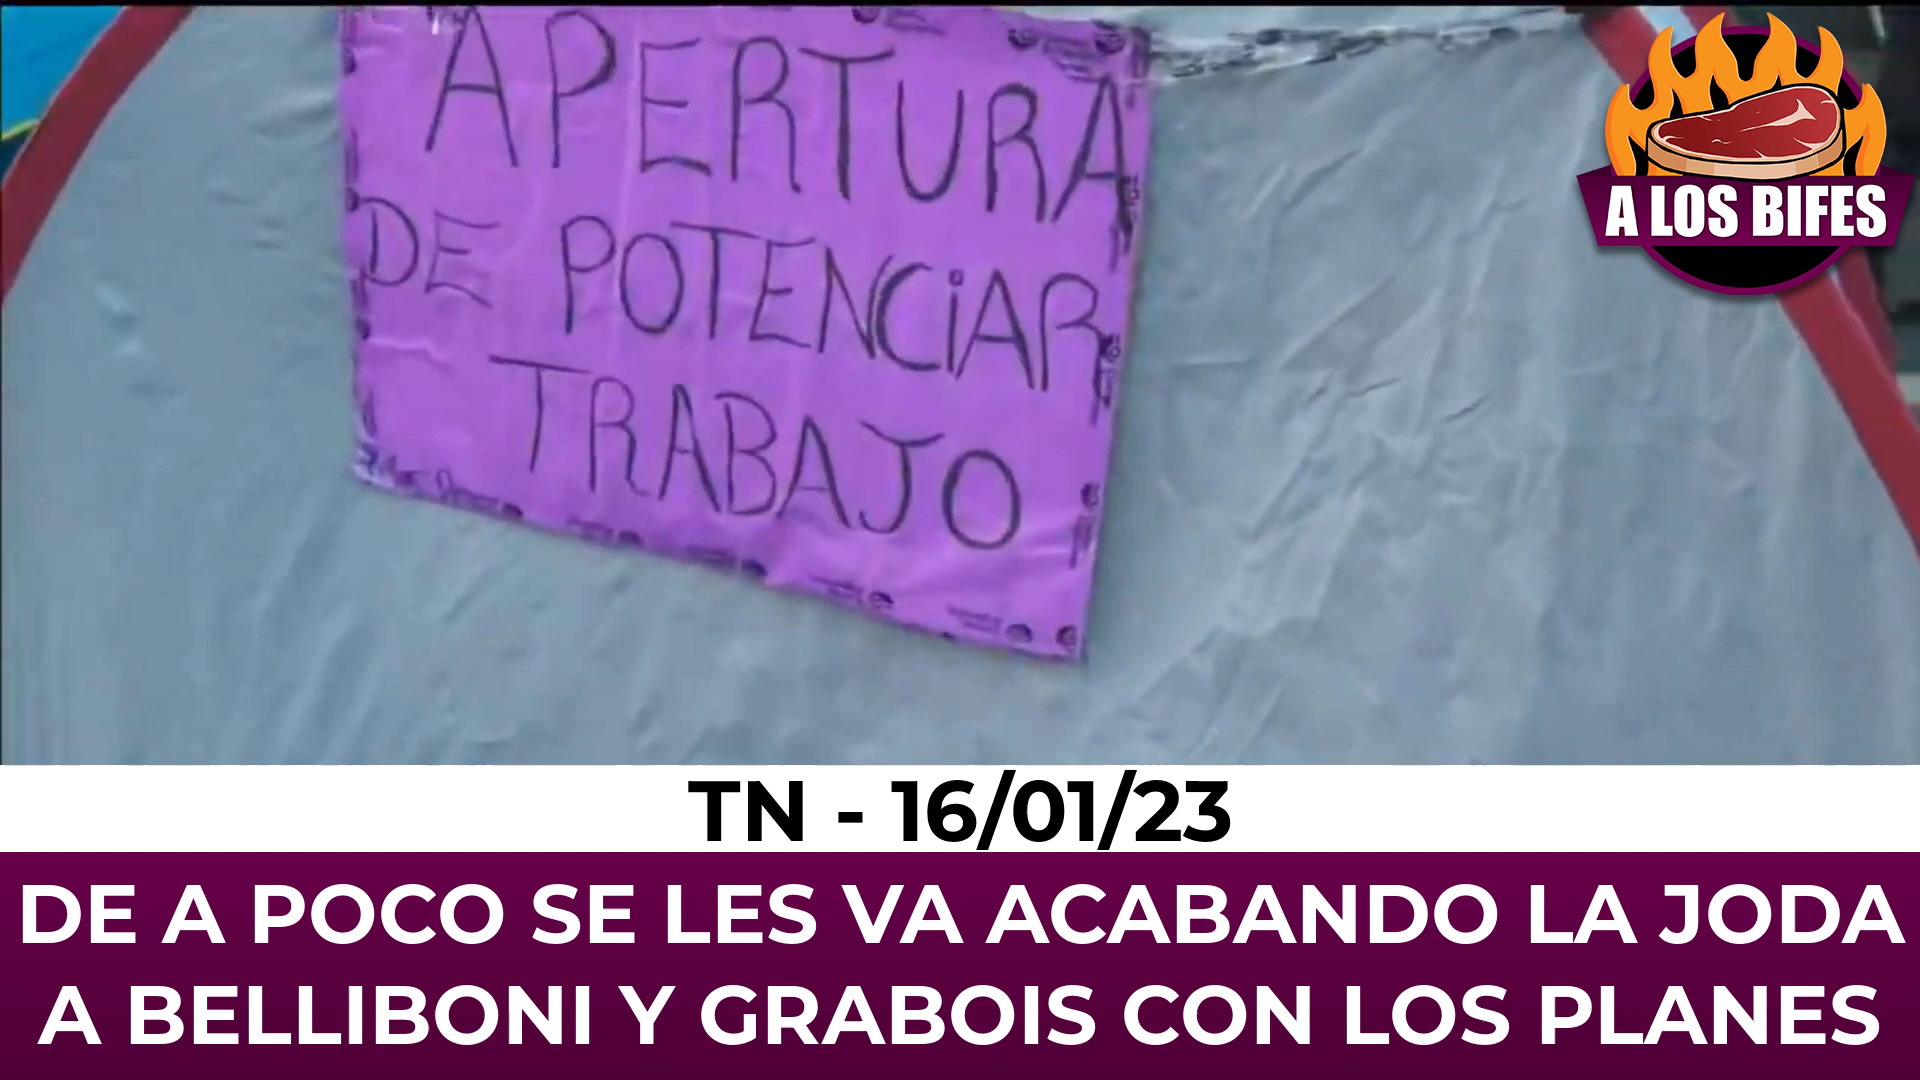 APERTURA
DE POTENCIAR
TRABAJO
A LOS BIFES
TN - 16/01/23
DE A POCO SE LES VA ACABANDO LA JODA
A BELLIBONI Y GRABOIS CON LOS PLANES